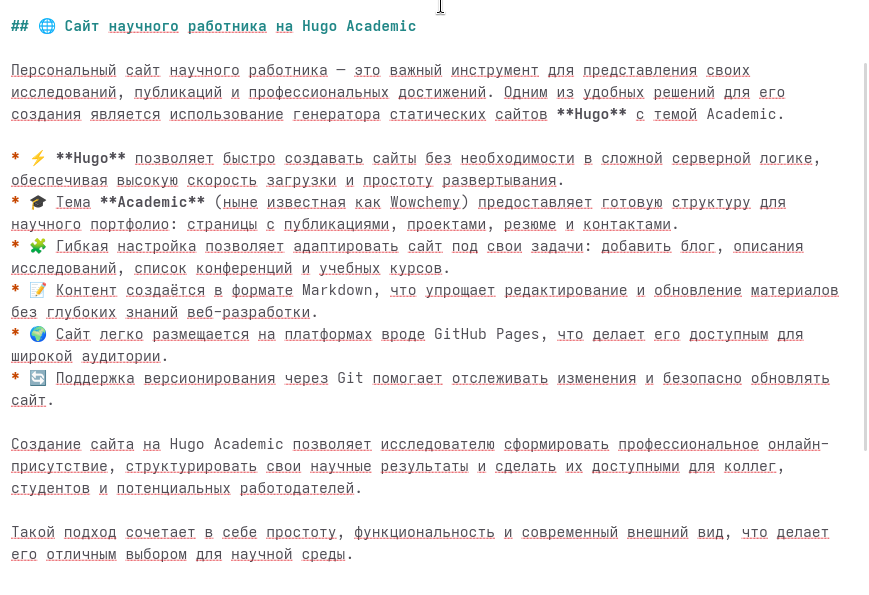 ## 🌐 Сайт научного работника на Hugo Academic
Персональный сайт научного работника — это важный инструмент для представления своих
исследований, публикаций и профессиональных достижений. Одним из удобных решений для его
создания является использование генератора статических сайтов **Hugo** с темой Academic.
* ⚡ **Hugo** позволяет быстро создавать сайты без необходимости в сложной серверной логике,
обеспечивая высокую скорость загрузки и простоту развертывания.
* 🎓 Тема **Academic** (ныне известная как Wowchemy) предоставляет готовую структуру для
научного портфолио: страницы с публикациями, проектами, резюме и контактами.
* 🧩 Гибкая настройка позволяет адаптировать сайт под свои задачи: добавить блог, описания
исследований, список конференций и учебных курсов.
* 📝 Контент создаётся в формате Markdown, что упрощает редактирование и обновление материалов
без глубоких знаний веб-разработки.
* 🌍 Сайт легко размещается на платформах вроде GitHub Pages, что делает его доступным для
широкой аудитории.
* 🔄 Поддержка версионирования через Git помогает отслеживать изменения и безопасно обновлять
сайт.
Создание сайта на Hugo Academic позволяет исследователю сформировать профессиональное онлайн-
присутствие, структурировать свои научные результаты и сделать их доступными для коллег,
студентов и потенциальных работодателей.
Такой подход сочетает в себе простоту, функциональность и современный внешний вид, что делает
его отличным выбором для научной среды.